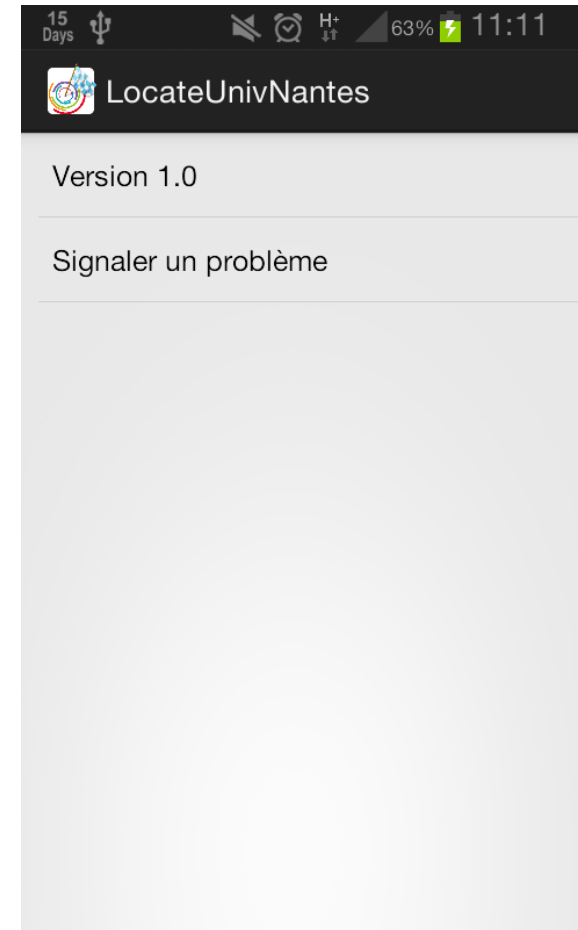 15
Days
H+
63%
11:11
LocateUnivNantes
Version 1.0
Signaler un problème